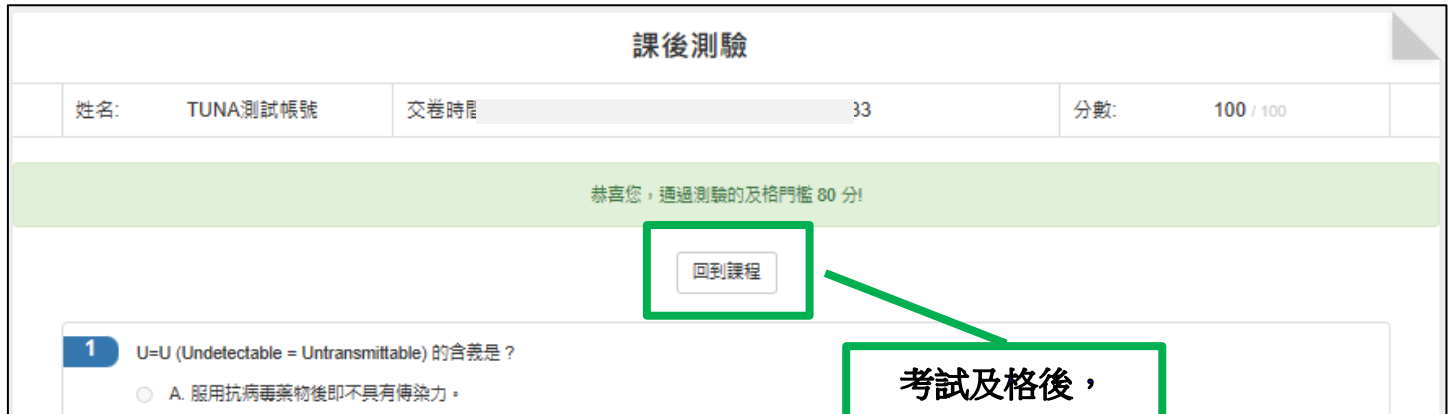 課後測驗
姓名: TUNA測試帳號 交卷時間 33 分數: 100 / 100
恭喜您，通過測驗的及格門檻 80 分!
回到課程
1 U=U (Undetectable = Untransmittable) 的含義是？
A. 服用抗病毒藥物後即不具有傳染力。
考試及格後，